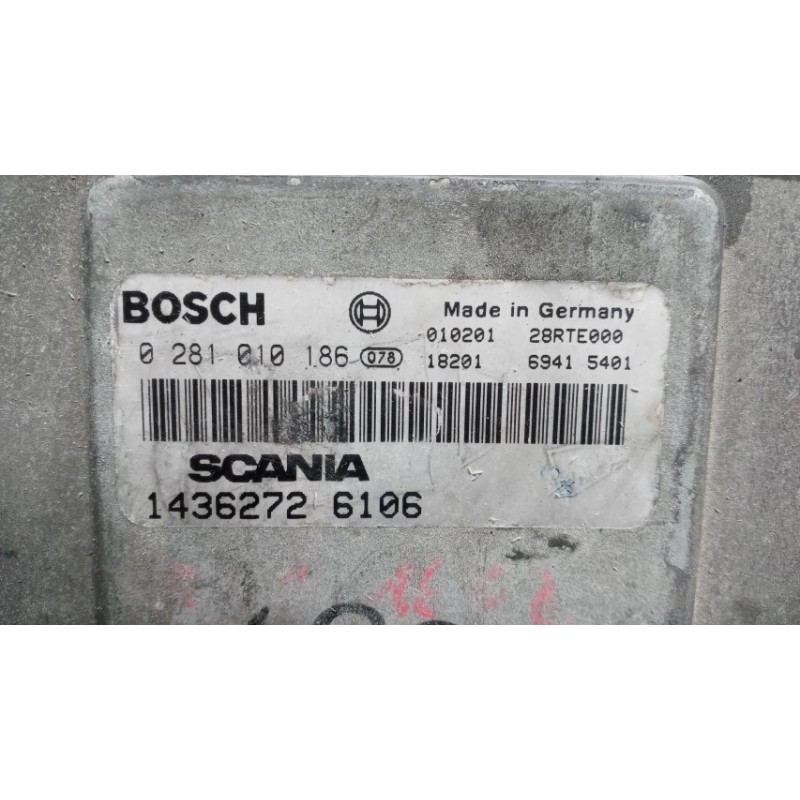 BOSCH Made in Germany
010201 28RTE000
0 281 010 186 078 18201 6941 5401
SCANIA
1436272 6106